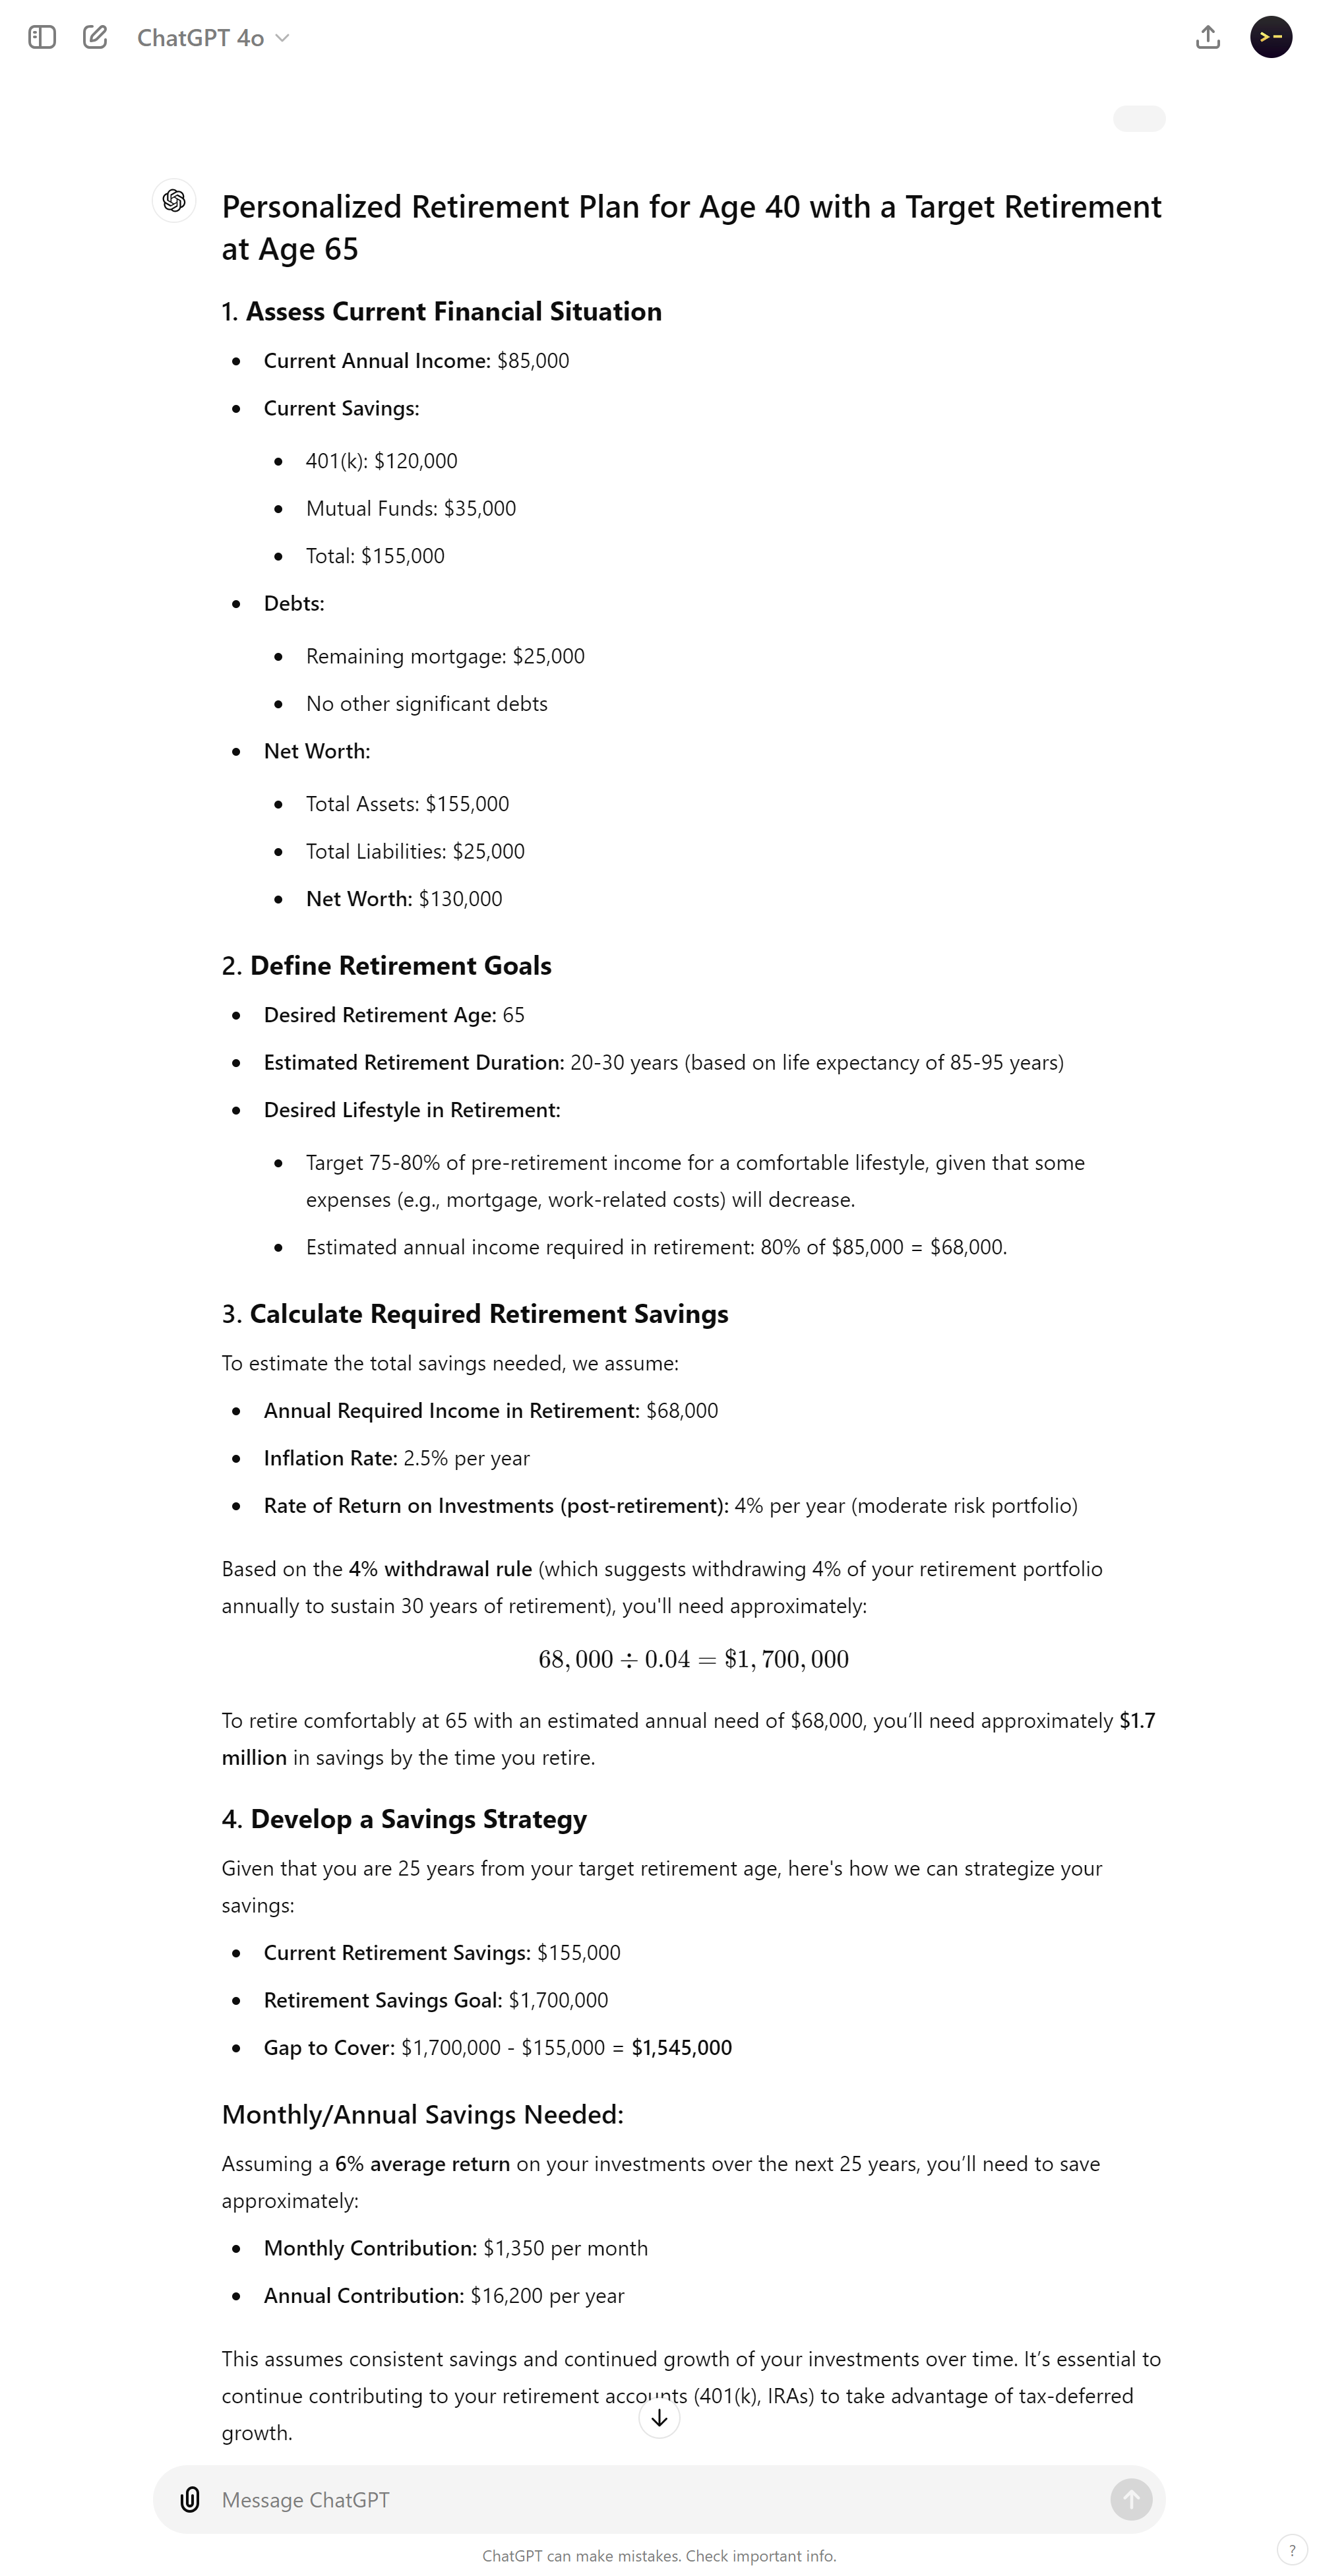 ChatGPT 4o
Personalized Retirement Plan for Age 40 with a Target Retirement
at Age 65
1. Assess Current Financial Situation
• Current Annual Income: $85,000
• Current Savings:
• 401(k): $120,000
• Mutual Funds: $35,000
• Total: $155,000
• Debts:
• Remaining mortgage: $25,000
• No other significant debts
• Net Worth:
• Total Assets: $155,000
• Total Liabilities: $25,000
• Net Worth: $130,000
2. Define Retirement Goals
• Desired Retirement Age: 65
• Estimated Retirement Duration: 20-30 years (based on life expectancy of 85-95 years)
• Desired Lifestyle in Retirement:
• Target 75-80% of pre-retirement income for a comfortable lifestyle, given that some
expenses (e.g., mortgage, work-related costs) will decrease.
• Estimated annual income required in retirement: 80% of $85,000 = $68,000.
3. Calculate Required Retirement Savings
To estimate the total savings needed, we assume:
• Annual Required Income in Retirement: $68,000
• Inflation Rate: 2.5% per year
• Rate of Return on Investments (post-retirement): 4% per year (moderate risk portfolio)
Based on the 4% withdrawal rule (which suggests withdrawing 4% of your retirement portfolio
annually to sustain 30 years of retirement), you'll need approximately:
68,000 ÷ 0.04 = $1,700,000
To retire comfortably at 65 with an estimated annual need of $68,000, you’ll need approximately $1.7
million in savings by the time you retire.
4. Develop a Savings Strategy
Given that you are 25 years from your target retirement age, here's how we can strategize your
savings:
• Current Retirement Savings: $155,000
• Retirement Savings Goal: $1,700,000
• Gap to Cover: $1,700,000 - $155,000 = $1,545,000
Monthly/Annual Savings Needed:
Assuming a 6% average return on your investments over the next 25 years, you’ll need to save
approximately:
• Monthly Contribution: $1,350 per month
• Annual Contribution: $16,200 per year
This assumes consistent savings and continued growth of your investments over time. It’s essential to
continue contributing to your retirement accounts (401(k), IRAs) to take advantage of tax-deferred
growth.
Message ChatGPT
ChatGPT can make mistakes. Check important info.
?